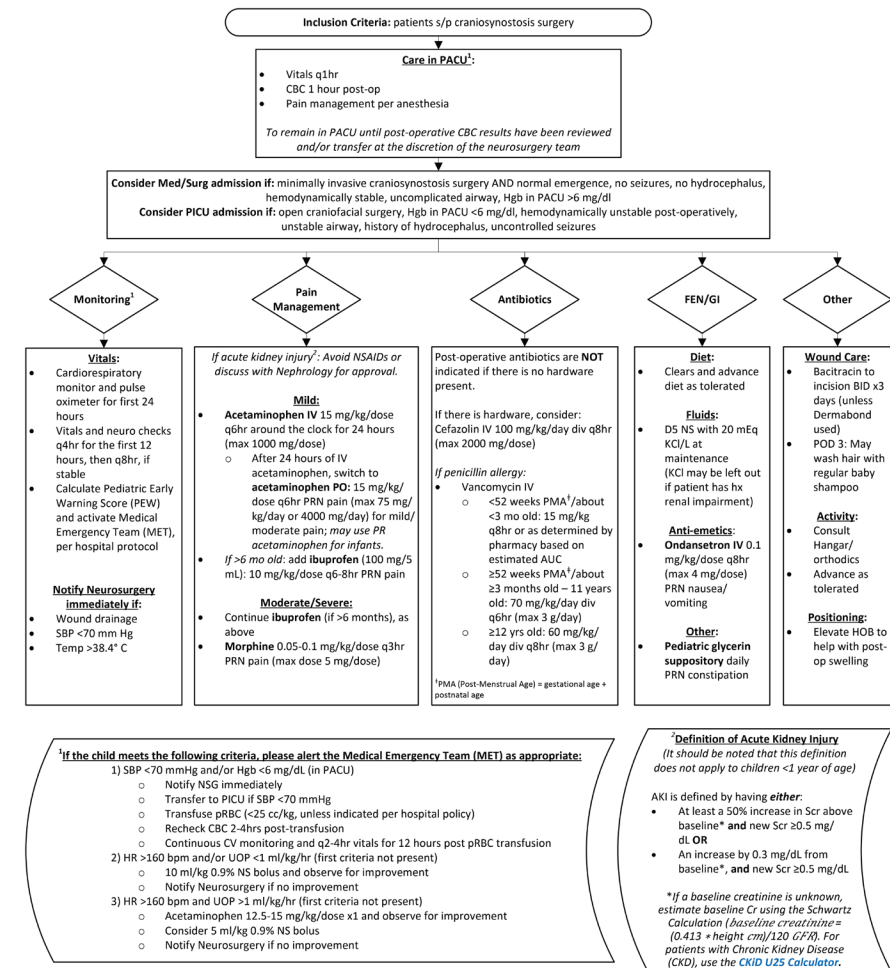 Inclusion Criteria: patients s/p craniosynostosis surgery
Care in PACU1:
• Vitals q1hr
• CBC 1 hour post-op
• Pain management per anesthesia
To remain in PACU until post-operative CBC results have been reviewed
and/or transfer at the discretion of the neurosurgery team
Consider Med/Surg admission if: minimally invasive craniosynostosis surgery AND normal emergence, no seizures, no hydrocephalus,
hemodynamically stable, uncomplicated airway, Hgb in PACU >6 mg/dl
Consider PICU admission if: open craniofacial surgery, Hgb in PACU <6 mg/dl, hemodynamically unstable post-operatively,
unstable airway, history of hydrocephalus, uncontrolled seizures
Monitoring1
Vitals:
• Cardiorespiratory
monitor and pulse
oximeter for first 24
hours
• Vitals and neuro checks
q4hr for the first 12
hours, then q8hr, if
stable
• Calculate Pediatric Early
Warning Score (PEW)
and activate Medical
Emergency Team (MET),
per hospital protocol
Notify Neurosurgery
immediately if:
• Wound drainage
• SBP <70 mm Hg
• Temp >38.4° C
Pain
Management
If acute kidney injury2: Avoid NSAIDs or
discuss with Nephrology for approval.
Mild:
• Acetaminophen IV 15 mg/kg/dose
q6hr around the clock for 24 hours
(max 1000 mg/dose)
○ After 24 hours of IV
acetaminophen, switch to
acetaminophen PO: 15 mg/kg/
dose q6hr PRN pain (max 75 mg/
kg/day or 4000 mg/day) for mild/
moderate pain; may use PR
acetaminophen for infants.
• If >6 mo old: add ibuprofen (100 mg/5
mL): 10 mg/kg/dose q6-8hr PRN pain
Moderate/Severe:
• Continue ibuprofen (if >6 months), as
above
• Morphine 0.05-0.1 mg/kg/dose q3hr
PRN pain (max dose 5 mg/dose)
Antibiotics
Post-operative antibiotics are NOT
indicated if there is no hardware
present.
If there is hardware, consider:
Cefazolin IV 100 mg/kg/day div q8hr
(max 2000 mg/dose)
If penicillin allergy:
• Vancomycin IV
○ <52 weeks PMA†/about
<3 mo old: 15 mg/kg
q8hr or as determined by
pharmacy based on
estimated AUC
○ ≥52 weeks PMA†/about
≥3 months old – 11 years
old: 70 mg/kg/day div
q6hr (max 3 g/day)
○ ≥12 yrs old: 60 mg/kg/
day div q8hr (max 3 g/
day)
†PMA (Post-Menstrual Age) = gestational age +
postnatal age
FEN/GI
Diet:
• Clears and advance
diet as tolerated
Fluids:
• D5 NS with 20 mEq
KCl/L at
maintenance
(KCl may be left out
if patient has hx
renal impairment)
Anti-emetics:
• Ondansetron IV 0.1
mg/kg/dose q8hr
(max 4 mg/dose)
PRN nausea/
vomiting
Other:
• Pediatric glycerin
suppository daily
PRN constipation
Other
Wound Care:
• Bacitracin to
incision BID x3
days (unless
Dermabond
used)
• POD 3: May
wash hair with
regular baby
shampoo
Activity:
• Consult
Hangar/
orthodics
• Advance as
tolerated
Positioning:
• Elevate HOB to
help with post-
op swelling
1If the child meets the following criteria, please alert the Medical Emergency Team (MET) as appropriate:
1) SBP <70 mmHg and/or Hgb <6 mg/dL (in PACU)
○ Notify NSG immediately
○ Transfer to PICU if SBP <70 mmHg
○ Transfuse pRBC (<25 cc/kg, unless indicated per hospital policy)
○ Recheck CBC 2-4hrs post-transfusion
○ Continuous CV monitoring and q2-4hr vitals for 12 hours post pRBC transfusion
2) HR >160 bpm and/or UOP <1 ml/kg/hr (first criteria not present)
○ 10 ml/kg 0.9% NS bolus and observe for improvement
○ Notify Neurosurgery if no improvement
3) HR >160 bpm and UOP >1 ml/kg/hr (first criteria not present)
○ Acetaminophen 12.5-15 mg/kg/dose x1 and observe for improvement
○ Consider 5 ml/kg 0.9% NS bolus
○ Notify Neurosurgery if no improvement
2Definition of Acute Kidney Injury
(It should be noted that this definition
does not apply to children <1 year of age)
AKI is defined by having either:
• At least a 50% increase in Scr above
baseline* and new Scr ≥0.5 mg/
dL OR
• An increase by 0.3 mg/dL from
baseline*, and new Scr ≥0.5 mg/dL
*If a baseline creatinine is unknown,
estimate baseline Cr using the Schwartz
Calculation (baseline creatinine =
(0.413 * height cm)/120 GFR). For
patients with Chronic Kidney Disease
(CKD), use the CKiD U25 Calculator.